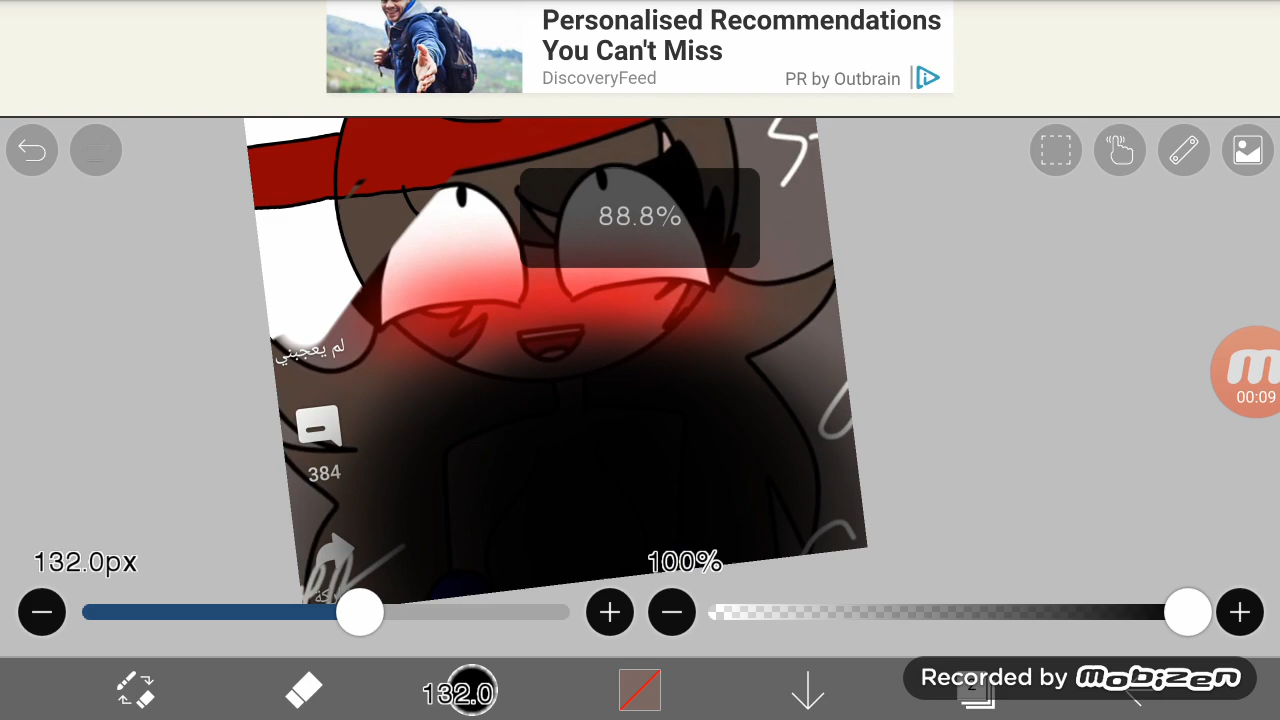 Personalised Recommendations
You Can't Miss
DiscoveryFeed
PR by Outbrain
88.8%
لم يعجبني
00:09
384
132.0px
100%
132.0
Recorded by mobizen
2